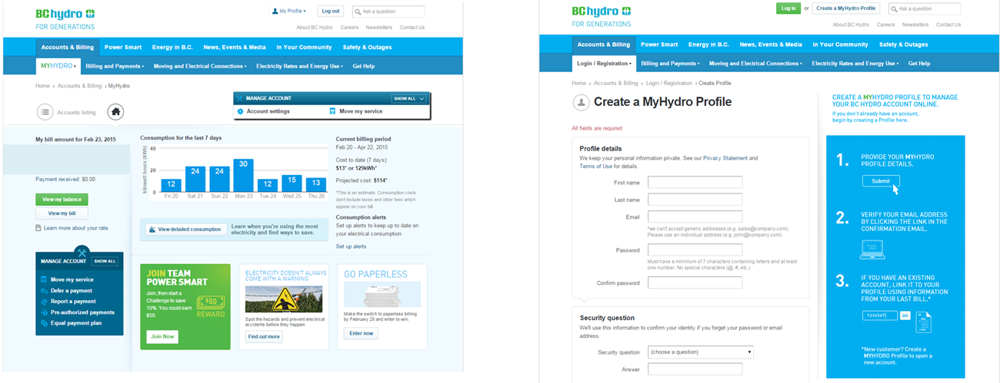 BC hydro
FOR GENERATIONS
My Profile
Log out
Ask a question
About BC Hydro Careers Newsletters Contact Us
Accounts & Billing Power Smart Energy in B.C. News, Events & Media In Your Community Safety & Outages
MYHYDRO Billing and Payments Moving and Electrical Connections Electricity Rates and Energy Use Get Help
Home › Accounts & Billing › MyHydro
Accounts listing
MANAGE ACCOUNT SHOW ALL
Account settings Move my service
My bill amount for Feb 23, 2015
Payment received: $0.00
View my balance
View my bill
Learn more about your rate.
MANAGE ACCOUNT SHOW ALL
Move my service
Defer a payment
Report a payment
Pre-authorized payments
Equal payment plan
Consumption for the last 7 days
kilowatt hours (kWh)
40
20
0
12 24 24 30 12 15 13
Fri 20 Sat 21 Sun 22 Mon 23 Tue 24 Wed 25 Thu 26
View detailed consumption
Learn when you're using the most
electricity and find ways to save.
Current billing period
Feb 20 - Apr 22, 2015
Cost to date (7 days):
$13* or 129kWh*
Projected cost: $114*
*This is an estimate. Consumption costs
don't include taxes and other fees which
appear on your bill.
Consumption alerts
Set up alerts to keep up to date on
your electrical consumption.
Set up alerts
JOIN TEAM
POWER SMART
Join, then start a
Challenge to save
10%. You could earn
$50.
$50
REWARD
Join Now
ELECTRICITY DOESN'T ALWAYS
COME WITH A WARNING
Spot the hazards and prevent electrical
accidents before they happen.
Find out more
GO PAPERLESS
Make the switch to paperless billing
by February 28 and enter to win.
Enter now
BC hydro
FOR GENERATIONS
Log in or Create a MyHydro Profile
Ask a question
About BC Hydro Careers Newsletters Contact Us
Accounts & Billing Power Smart Energy in B.C. News, Events & Media In Your Community Safety & Outages
Login / Registration Billing and Payments Moving and Electrical Connections Electricity Rates and Energy Use Get Help
Home › Accounts & Billing › Login / Registration › Create Profile
Create a MyHydro Profile
All fields are required
Profile details
We keep your personal information private. See our Privacy Statement and
Terms of Use for details.
First name
Last name
Email
*we can't accept generic addresses (e.g. sales@company.com).
Please use an individual address (e.g. john@company.com)
Password
Must have a minimum of 7 characters containing letters and at least
one number. No special characters (@, #, etc.)
Confirm password
Security question
We'll use this information to confirm your identity if you forget your password or email
address.
Security question (choose a question)
Answer
CREATE A MYHYDRO PROFILE TO MANAGE
YOUR BC HYDRO ACCOUNT ONLINE.
If you don't already have an account,
begin by creating a Profile here.
1. PROVIDE YOUR MYHYDRO
PROFILE DETAILS.
Submit
2. VERIFY YOUR EMAIL ADDRESS
BY CLICKING THE LINK IN THE
CONFIRMATION EMAIL.
3. IF YOU HAVE AN EXISTING
ACCOUNT, LINK IT TO YOUR
PROFILE USING INFORMATION
FROM YOUR LAST BILL.*
1234567 GO
*New customer? Create a
MYHYDRO Profile to open a
new account.